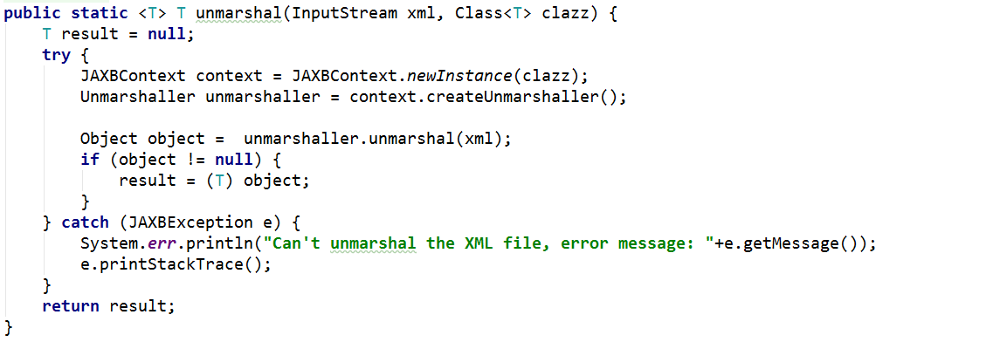 public static <T> T unmarshal(InputStream xml, Class<T> clazz) {
    T result = null;
    try {
        JAXBContext context = JAXBContext.newInstance(clazz);
        Unmarshaller unmarshaller = context.createUnmarshaller();
        Object object =  unmarshaller.unmarshal(xml);
        if (object != null) {
            result = (T) object;
        }
    } catch (JAXBException e) {
        System.err.println("Can't unmarshal the XML file, error message: "+e.getMessage());
        e.printStackTrace();
    }
    return result;
}